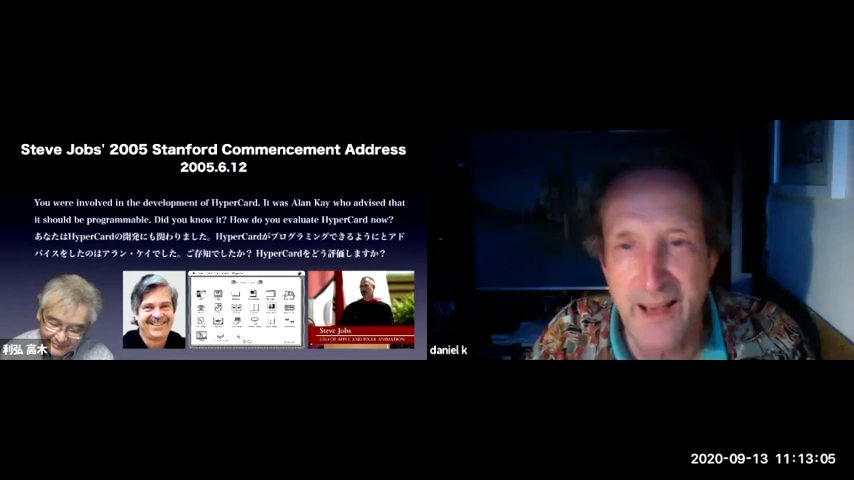 Steve Jobs' 2005 Stanford Commencement Address
2005.6.12
You were involved in the development of HyperCard. It was Alan Kay who advised that
it should be programmable. Did you know it? How do you evaluate HyperCard now?
あなたはHyperCardの開発にも関わりました。HyperCardがプログラミングできるようにとアド
バイスをしたのはアラン・ケイでした。ご存知でしたか？ HyperCardをどう評価しますか？
Steve Jobs
CEO OF APPLE AND PIXAR ANIMATION
利弘 高木
daniel k
2020-09-13 11:13:05